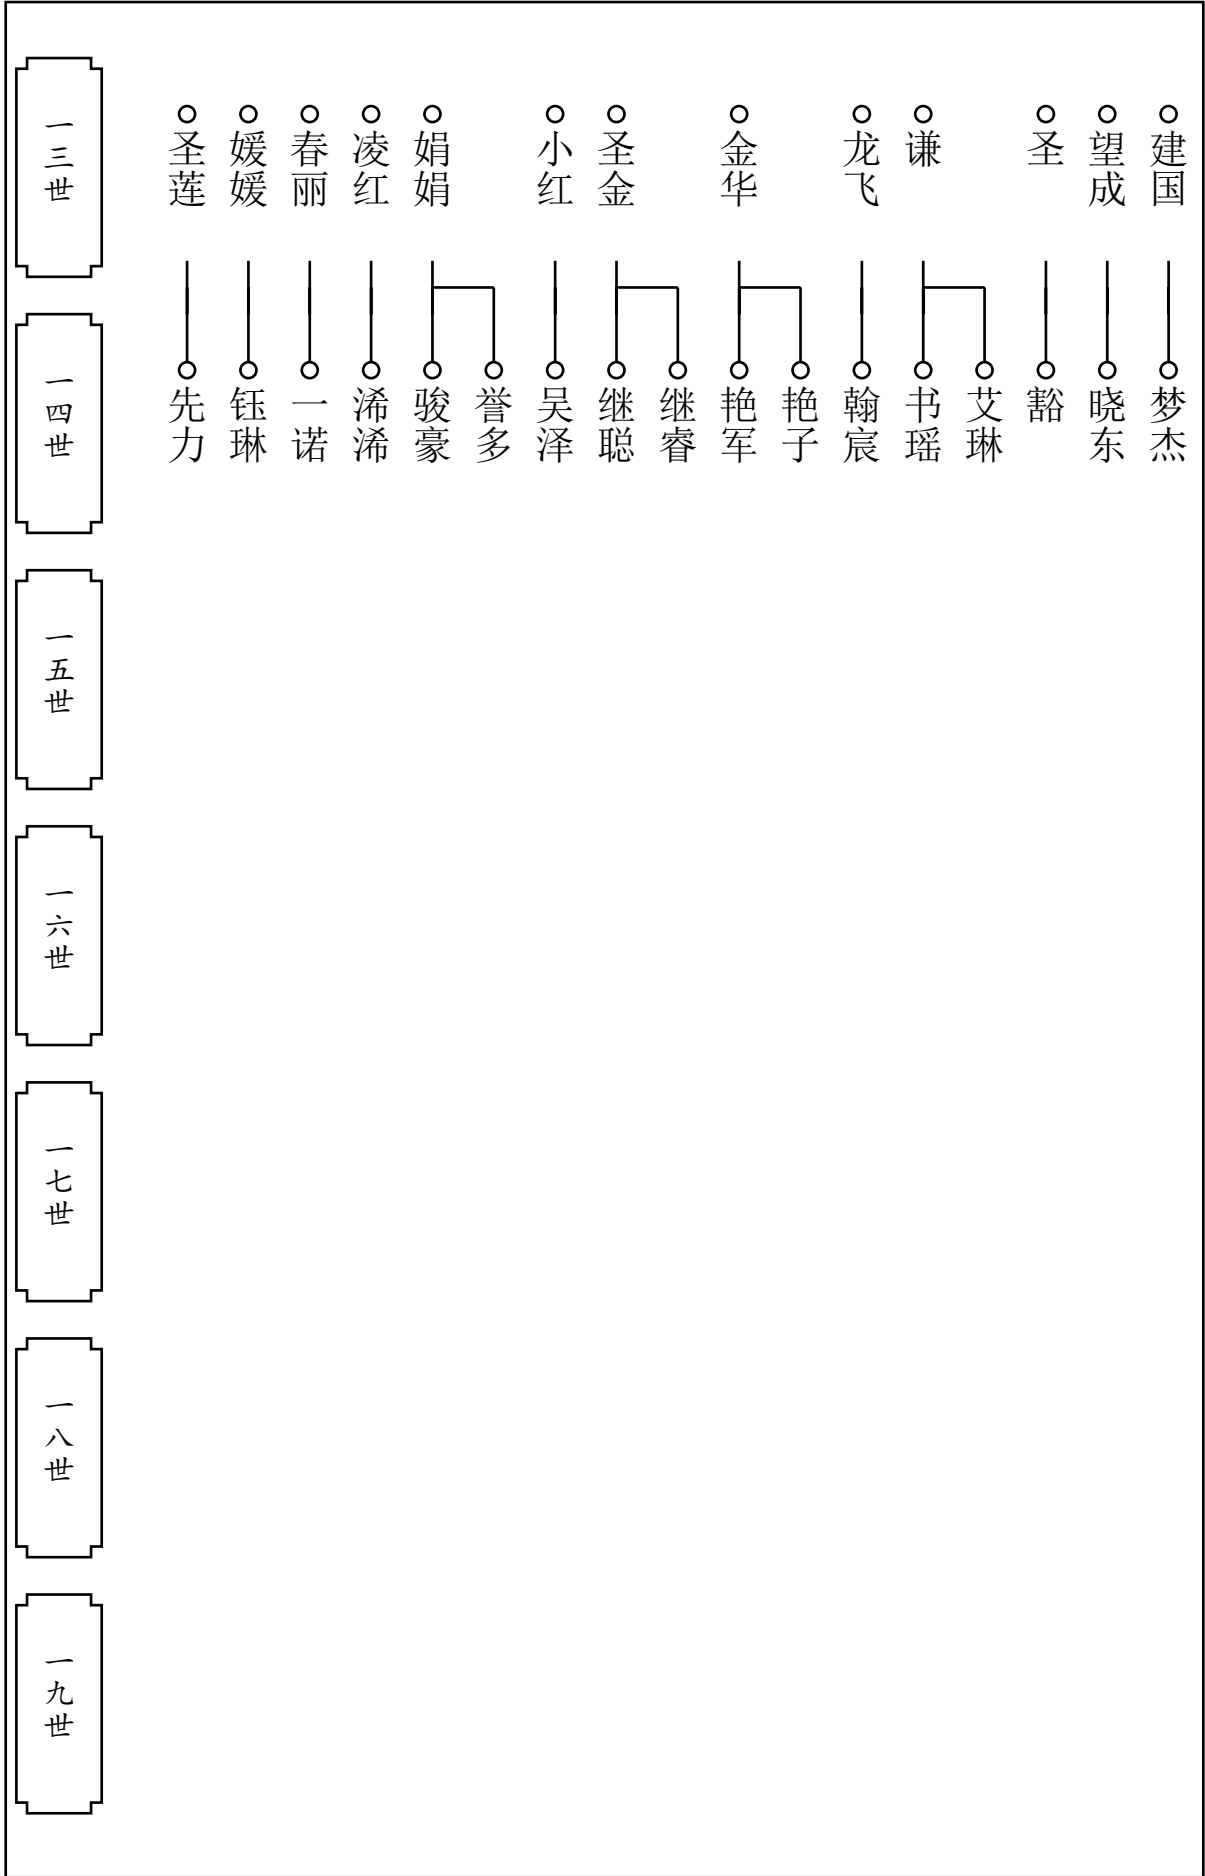 一三世
圣莲
媛媛
春丽
凌红
娟娟
小红
圣金
金华
龙飞
谦
圣
望成
建国
一四世
先力
钰琳
一诺
浠浠
骏豪
誉多
吴泽
继聪
继睿
艳军
艳子
翰宸
书瑶
艾琳
豁
晓东
梦杰
一五世
一六世
一七世
一八世
一九世